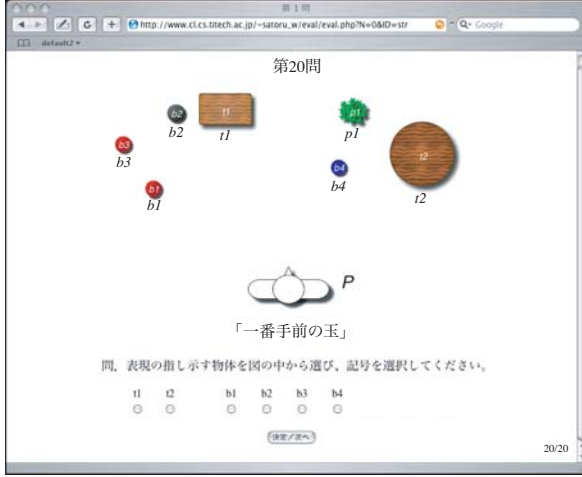 第1問
http://www.cl.cs.titech.ac.jp/~satoru_w/eval/eval.php?N=0&ID=str
Q- Google
default2
第20問
b2 t1 p1
b2 t1 p1
b3 t2
b3
b4
b1 b4 t2
b1
P
「一番手前の玉」
問. 表現の指し示す物体を図の中から選び、記号を選択してください。
t1 t2 b1 b2 b3 b4
決定/次へ
20/20